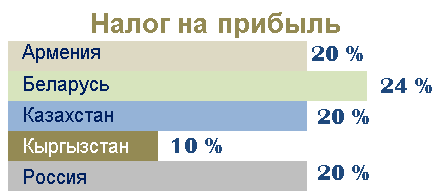 Налог на прибыль
Армения 20 %
Беларусь 24 %
Казахстан 20 %
Кыргызстан 10 %
Россия 20 %